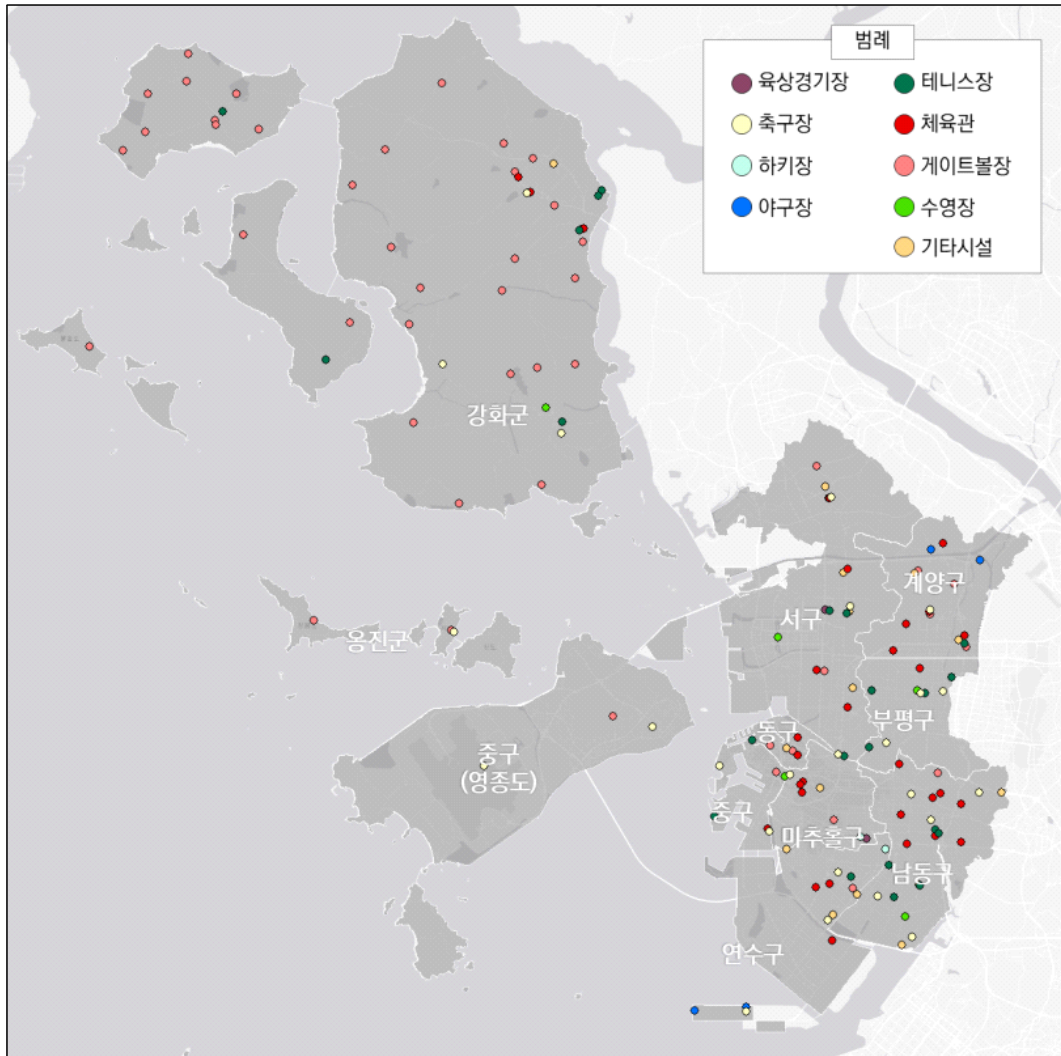 범례
육상경기장
테니스장
축구장
체육관
하키장
게이트볼장
야구장
수영장
기타시설
강화군
계양구
서구
옹진군
부평구
동구
중구
(영종도)
중구
미추홀구
남동구
연수구